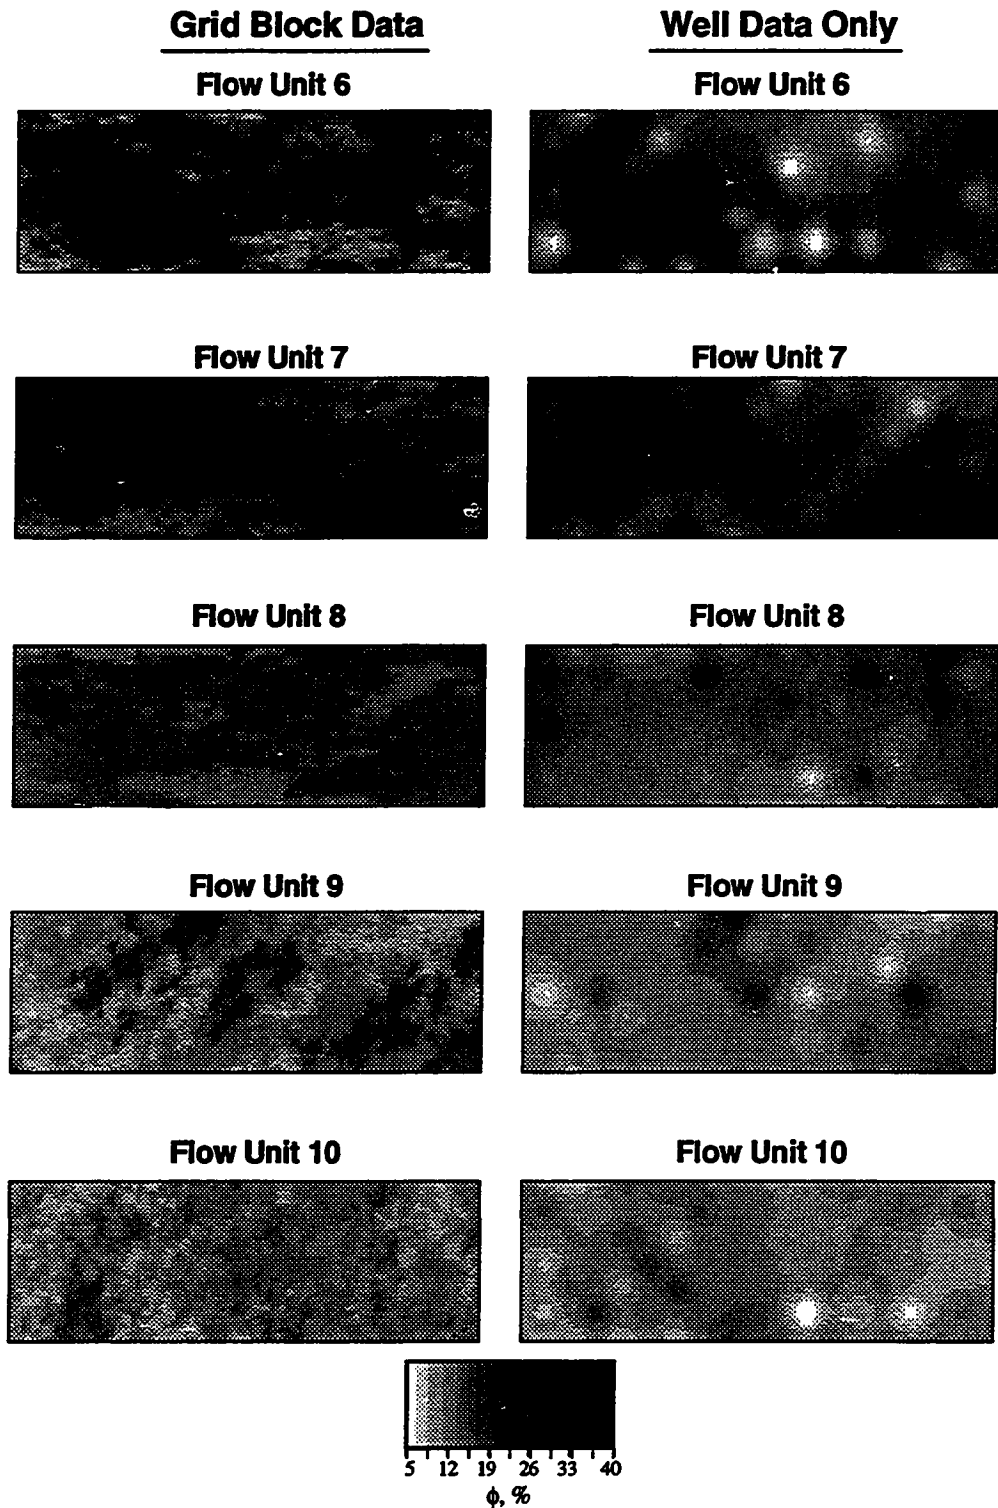 Grid Block Data Well Data Only
Flow Unit 6 Flow Unit 6
Flow Unit 7 Flow Unit 7
Flow Unit 8 Flow Unit 8
Flow Unit 9 Flow Unit 9
Flow Unit 10 Flow Unit 10
5 12 19 26 33 40
ϕ, %